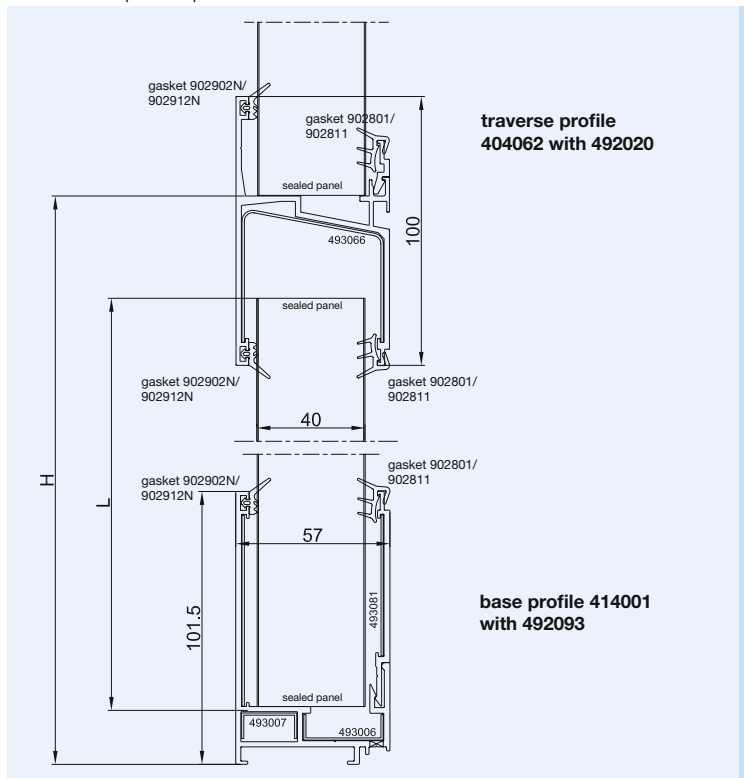 gasket 902902N/
902912N
gasket 902801/
902811
traverse profile
404062 with 492020
sealed panel
493066
100
sealed panel
gasket 902902N/
902912N
gasket 902801/
902811
40
H
L
gasket 902902N/
902912N
gasket 902801/
902811
57
101.5
493081
base profile 414001
with 492093
sealed panel
493007
493006